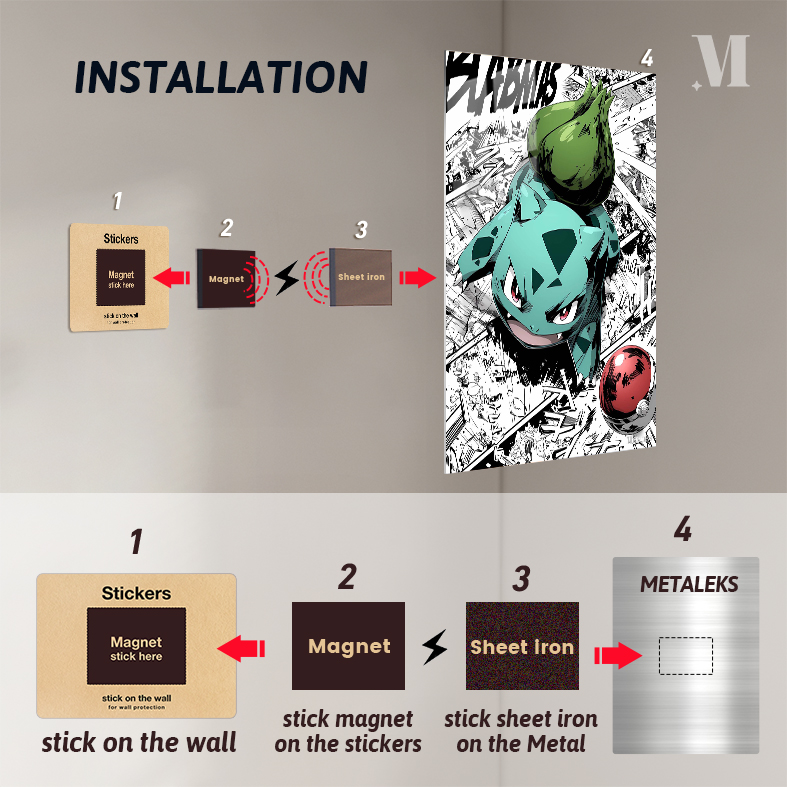 INSTALLATION
M
4
1
2
3
Stickers
Magnet
stick here
stick on the wall
for wall protection
Magnet
Sheet iron
1
2
3
4
Stickers
Magnet
stick here
stick on the wall
for wall protection
Magnet
Sheet iron
METALEKS
stick on the wall
stick magnet
on the stickers
stick sheet iron
on the Metal